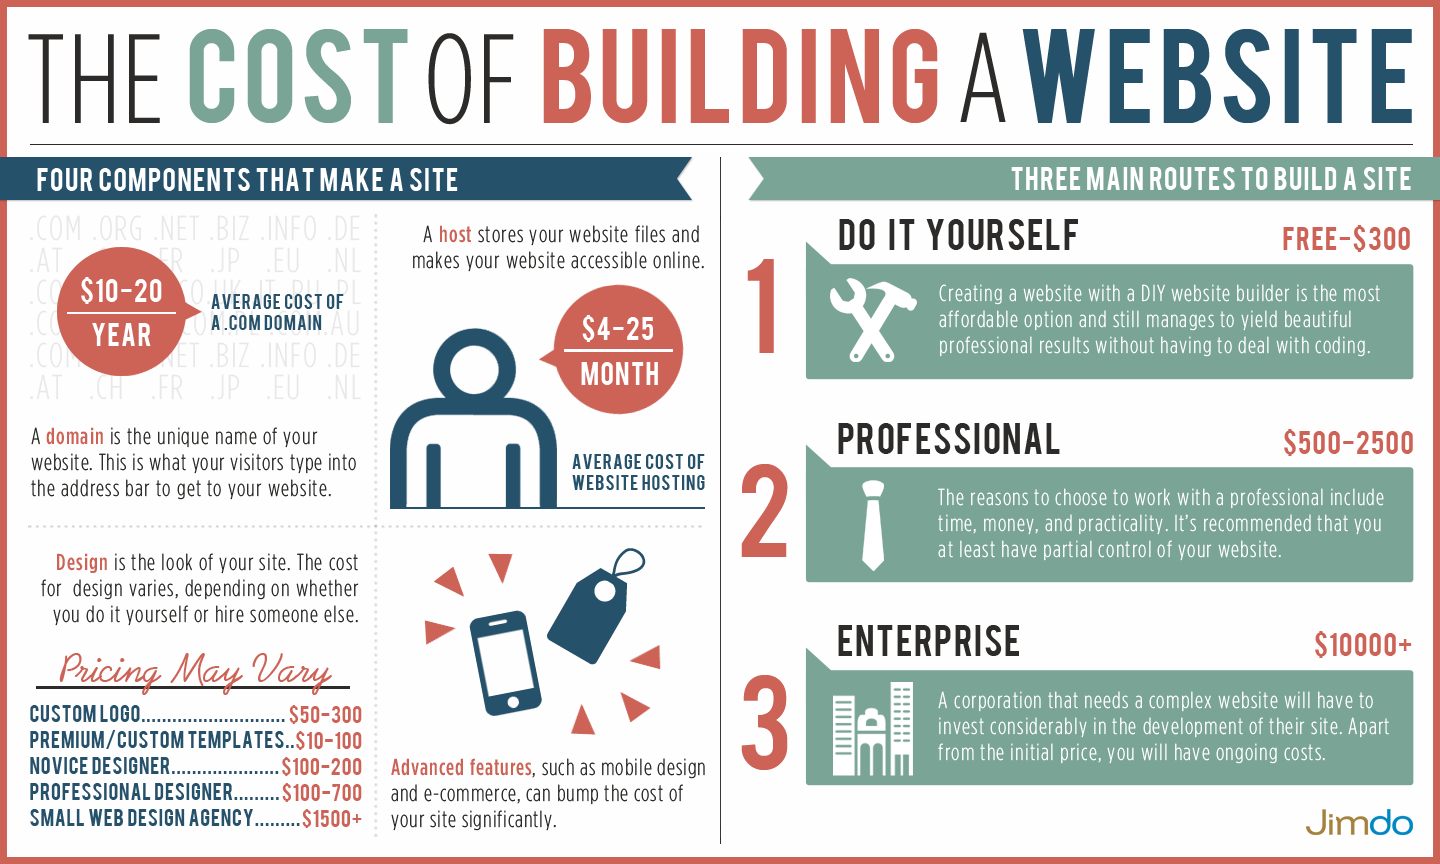 THE COST OF BUILDING A WEBSITE
FOUR COMPONENTS THAT MAKE A SITE
.COM .ORG .NET .BIZ .INFO .DE
.AT FR .JP .EU .NL
.CO.UK .IT .RU .PL
.AU
.NET .BIZ .INFO .DE
.AT .CH .FR .JP .EU .NL
$10-20
YEAR
AVERAGE COST OF
A .COM DOMAIN
A domain is the unique name of your
website. This is what your visitors type into
the address bar to get to your website.
A host stores your website files and
makes your website accessible online.
$4-25
MONTH
AVERAGE COST OF
WEBSITE HOSTING
Design is the look of your site. The cost
for design varies, depending on whether
you do it yourself or hire someone else.
Pricing May Vary
CUSTOM LOGO............................ $50-300
PREMIUM/CUSTOM TEMPLATES..$10-100
NOVICE DESIGNER..................... $100-200
PROFESSIONAL DESIGNER......... $100-700
SMALL WEB DESIGN AGENCY.........$1500+
Advanced features, such as mobile design
and e-commerce, can bump the cost of
your site significantly.
THREE MAIN ROUTES TO BUILD A SITE
1
DO IT YOURSELF
FREE-$300
Creating a website with a DIY website builder is the most
affordable option and still manages to yield beautiful
professional results without having to deal with coding.
2
PROFESSIONAL
$500-2500
The reasons to choose to work with a professional include
time, money, and practicality. It's recommended that you
at least have partial control of your website.
3
ENTERPRISE
$10000+
A corporation that needs a complex website will have to
invest considerably in the development of their site. Apart
from the initial price, you will have ongoing costs.
Jimdo